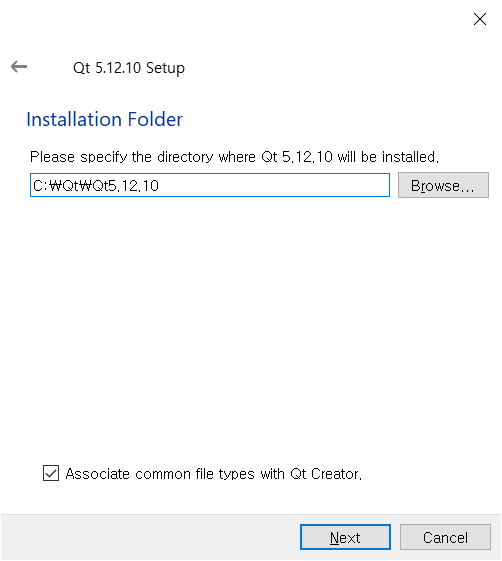 Qt 5.12.10 Setup
Installation Folder
Please specify the directory where Qt 5.12.10 will be installed.
C:₩Qt₩Qt5.12.10
Browse...
Associate common file types with Qt Creator.
Next
Cancel